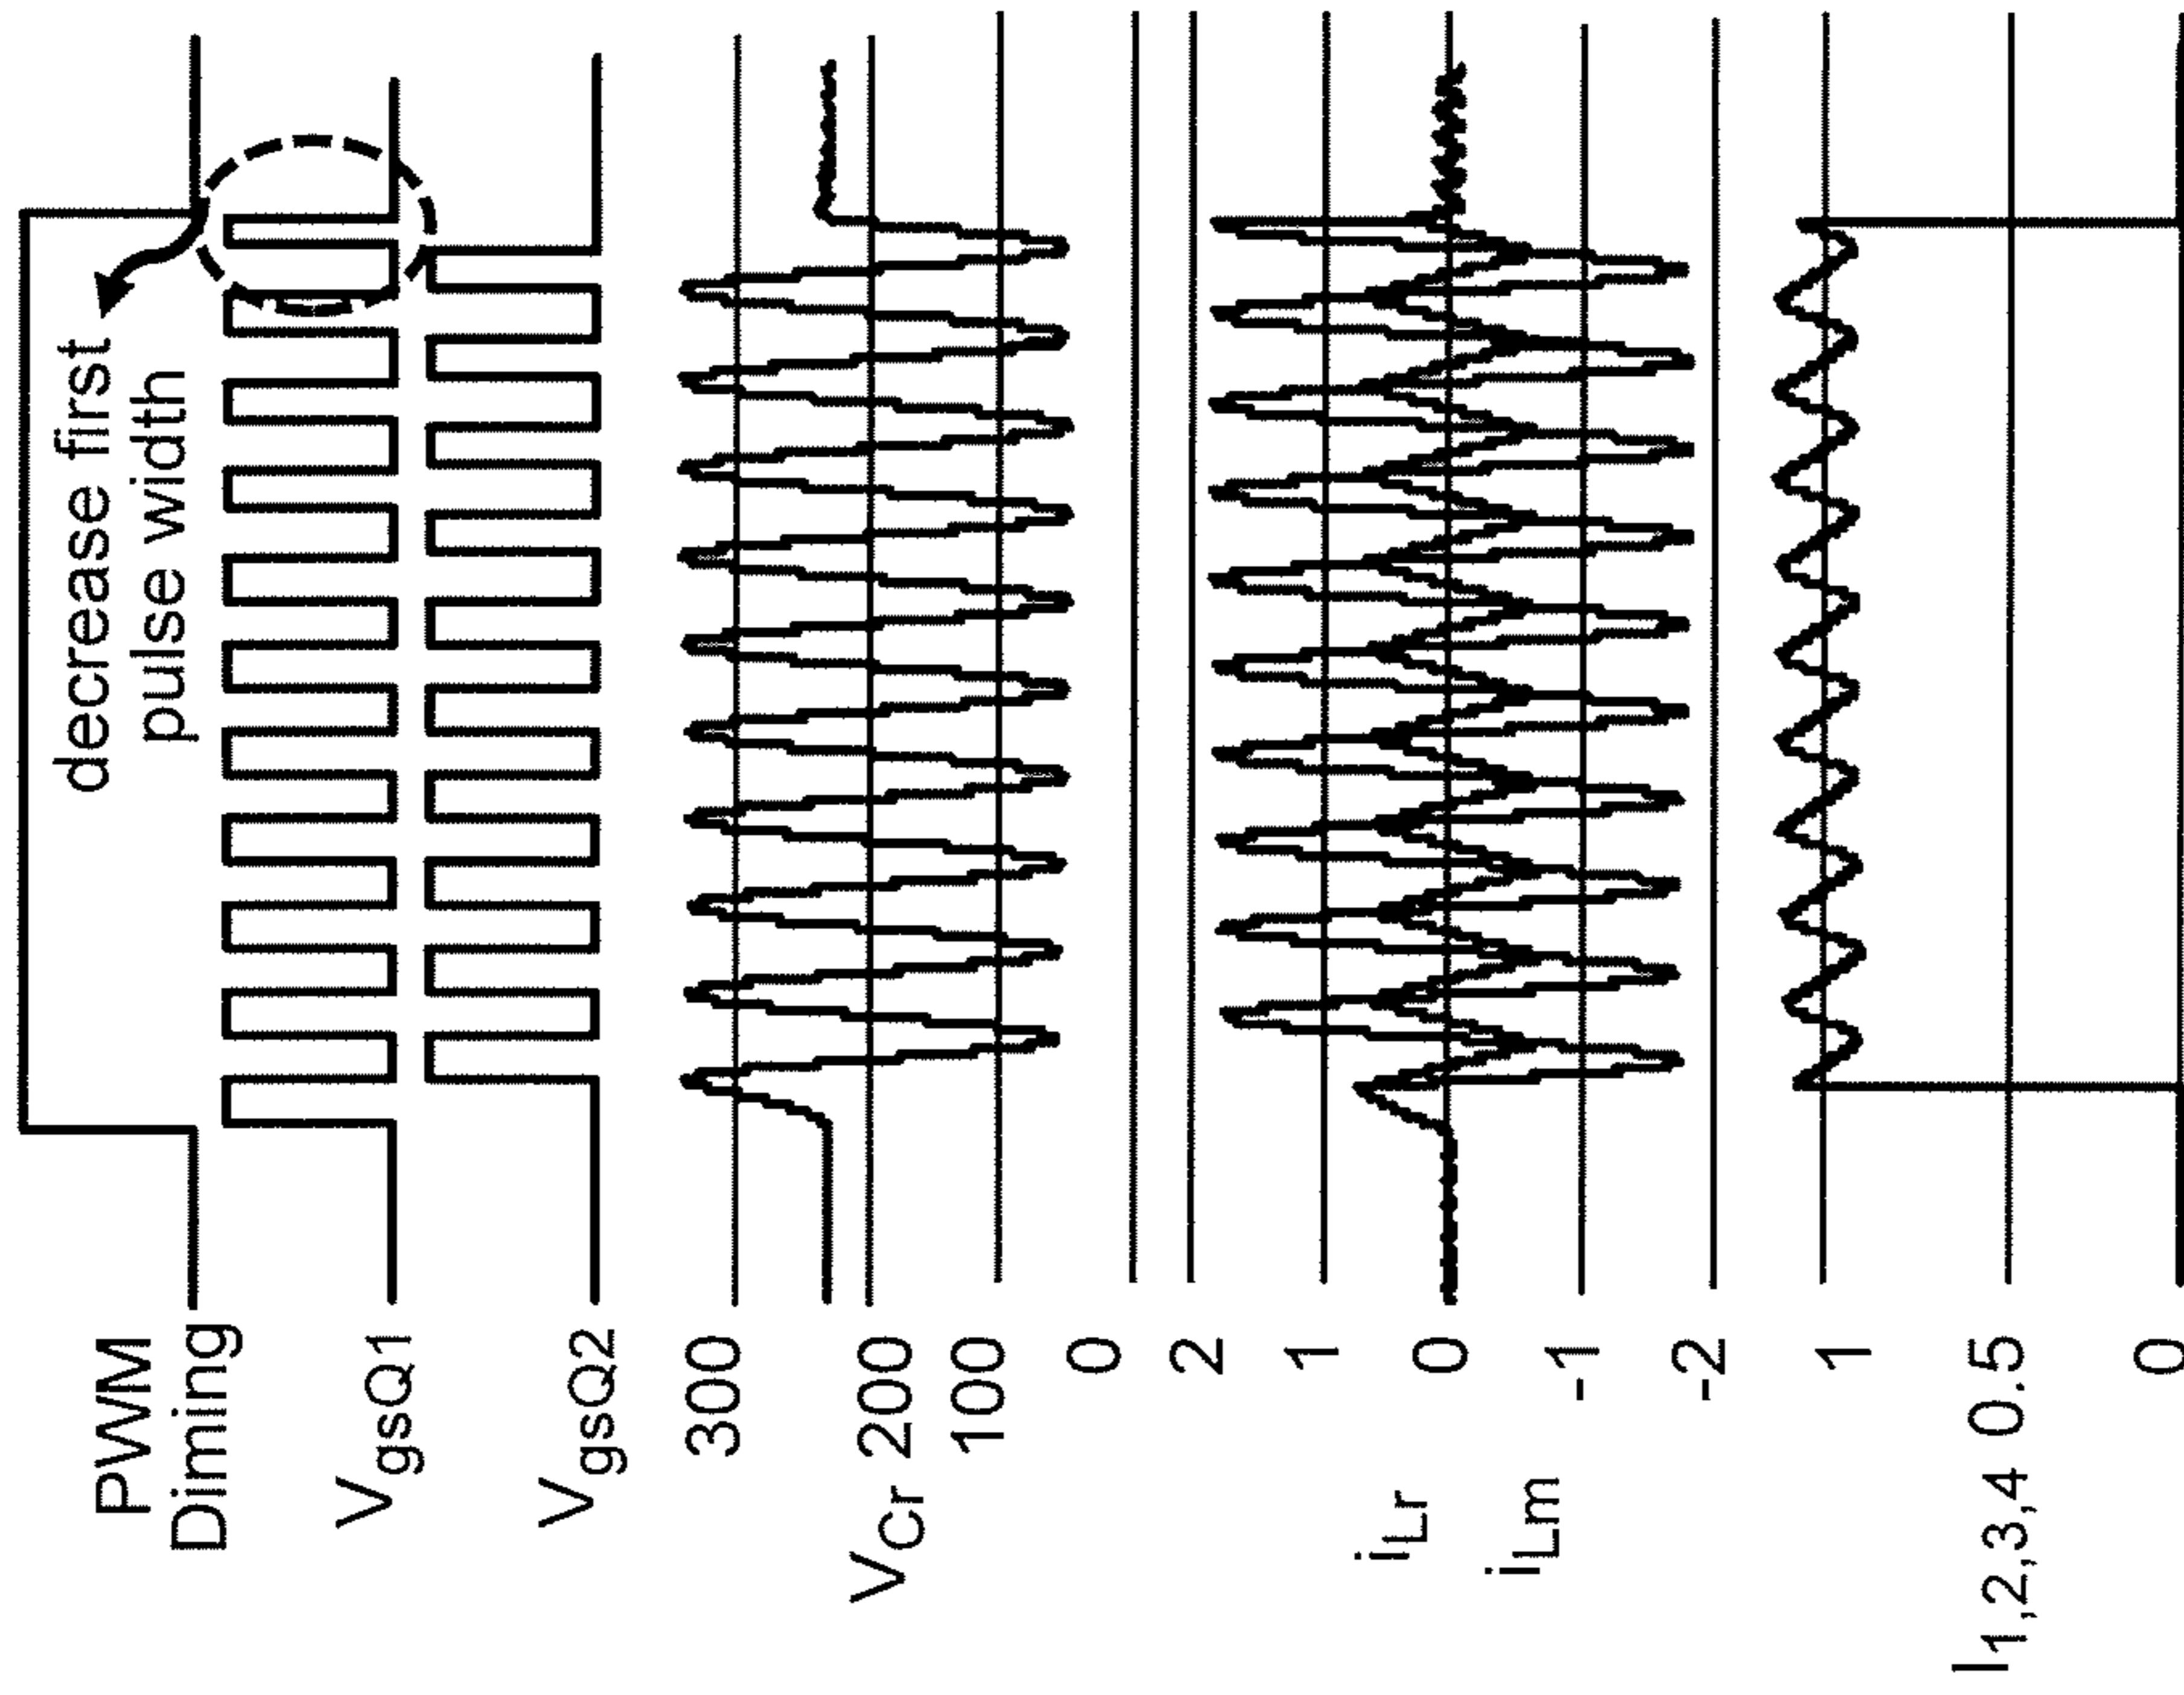 decrease first
pulse width
PWM
Diming
VgsQ1
VgsQ2
300
VCr 200
100
0
2
1
iLr 0
iLm -1
-2
1
I1,2,3,4 0.5
0